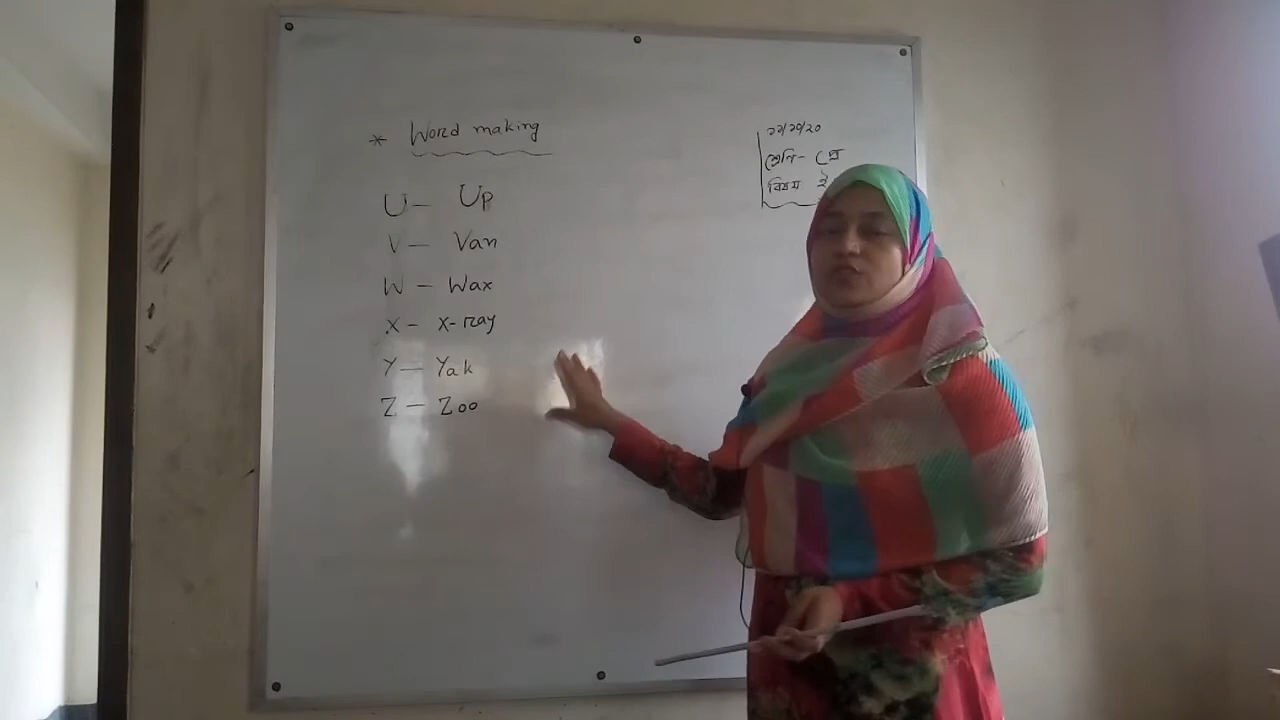 * Word making
U - Up
V - Van
W - Wax
X - X-ray
Y - Yak
Z - Zoo
শ্রেণি-
বিষয়